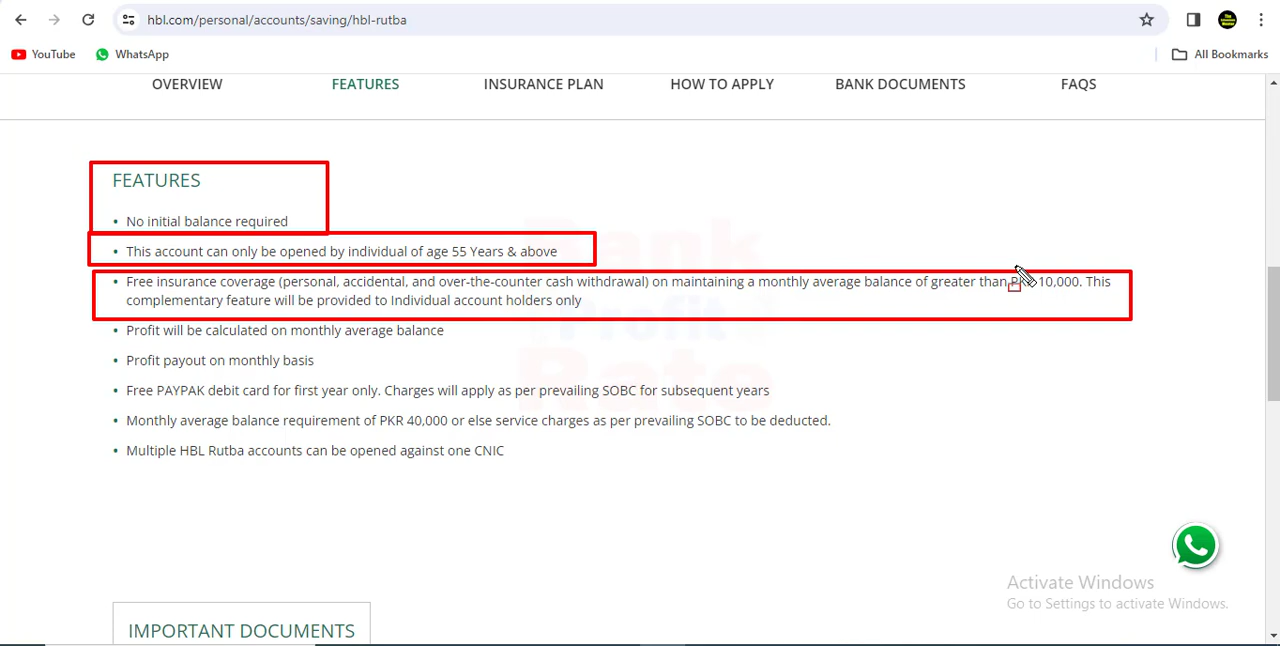 hbl.com/personal/accounts/saving/hbl-rutba
YouTube WhatsApp All Bookmarks
OVERVIEW FEATURES INSURANCE PLAN HOW TO APPLY BANK DOCUMENTS FAQS
FEATURES
• No initial balance required
• This account can only be opened by individual of age 55 Years & above
• Free insurance coverage (personal, accidental, and over-the-counter cash withdrawal) on maintaining a monthly average balance of greater than 10,000. This
complementary feature will be provided to Individual account holders only
• Profit will be calculated on monthly average balance
• Profit payout on monthly basis
• Free PAYPAK debit card for first year only. Charges will apply as per prevailing SOBC for subsequent years
• Monthly average balance requirement of PKR 40,000 or else service charges as per prevailing SOBC to be deducted.
• Multiple HBL Rutba accounts can be opened against one CNIC
Bank
Profit
Rate
Activate Windows
Go to Settings to activate Windows.
IMPORTANT DOCUMENTS